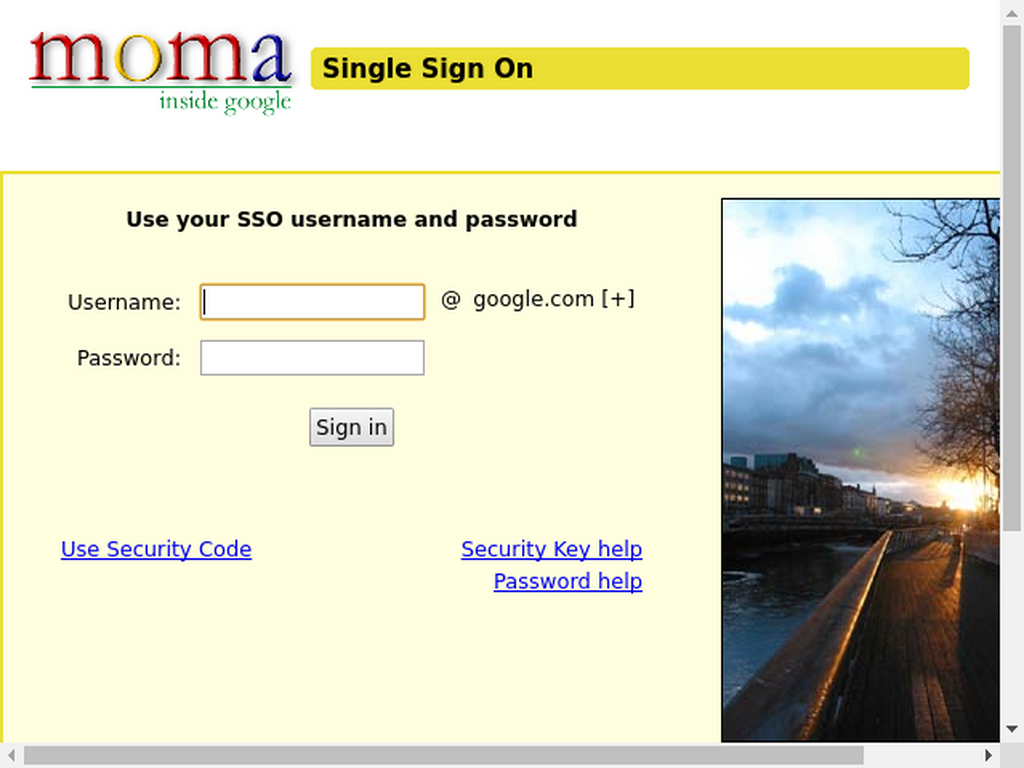 moma
inside google
Single Sign On
Use your SSO username and password
Username: @ google.com [+]
Password:
Sign in
Use Security Code
Security Key help
Password help